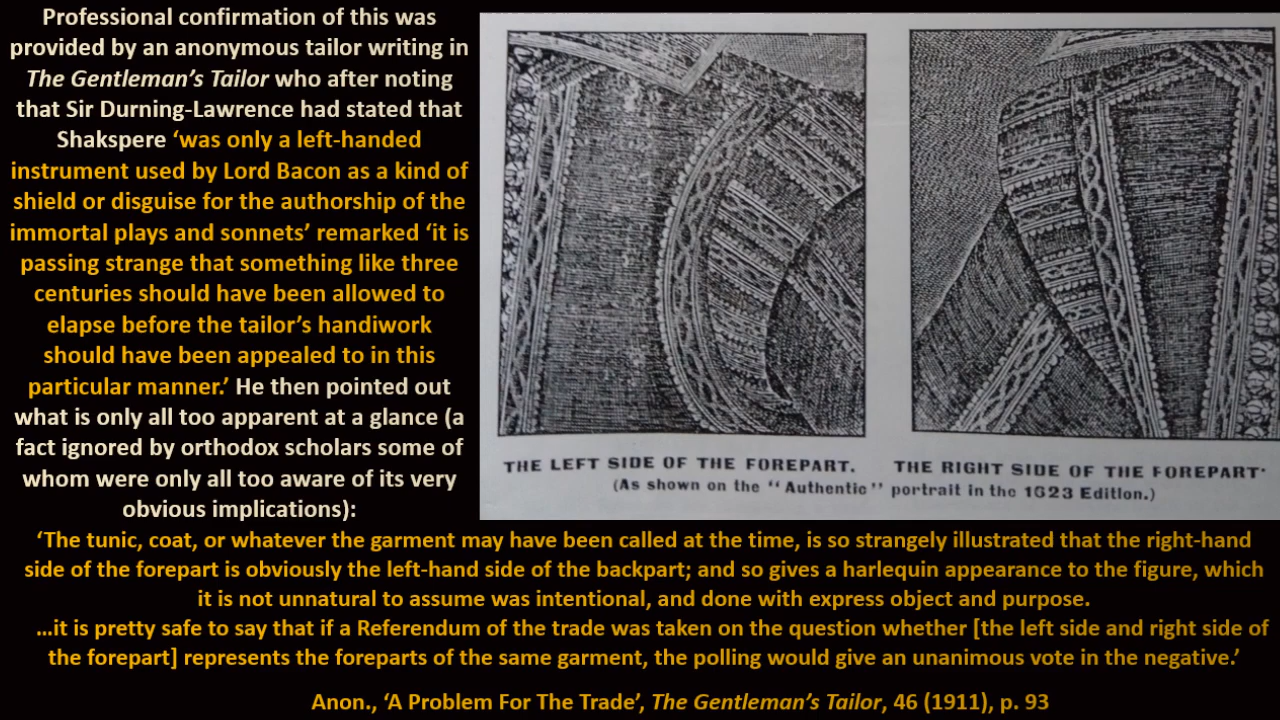 Professional confirmation of this was
provided by an anonymous tailor writing in
The Gentleman's Tailor who after noting
that Sir Durning-Lawrence had stated that
Shakspere ‘was only a left-handed
instrument used by Lord Bacon as a kind of
shield or disguise for the authorship of the
immortal plays and sonnets’ remarked ‘it is
passing strange that something like three
centuries should have been allowed to
elapse before the tailor’s handiwork
should have been appealed to in this
particular manner.’ He then pointed out
what is only all too apparent at a glance (a
fact ignored by orthodox scholars some of
whom were only all too aware of its very
obvious implications):
THE LEFT SIDE OF THE FOREPART.
THE RIGHT SIDE OF THE FOREPART·
(As shown on the “Authentic” portrait in the 1623 Edition.)
‘The tunic, coat, or whatever the garment may have been called at the time, is so strangely illustrated that the right-hand
side of the forepart is obviously the left-hand side of the backpart; and so gives a harlequin appearance to the figure, which
it is not unnatural to assume was intentional, and done with express object and purpose.
…it is pretty safe to say that if a Referendum of the trade was taken on the question whether [the left side and right side of
the forepart] represents the foreparts of the same garment, the polling would give an unanimous vote in the negative.’
Anon., ‘A Problem For The Trade’, The Gentleman’s Tailor, 46 (1911), p. 93